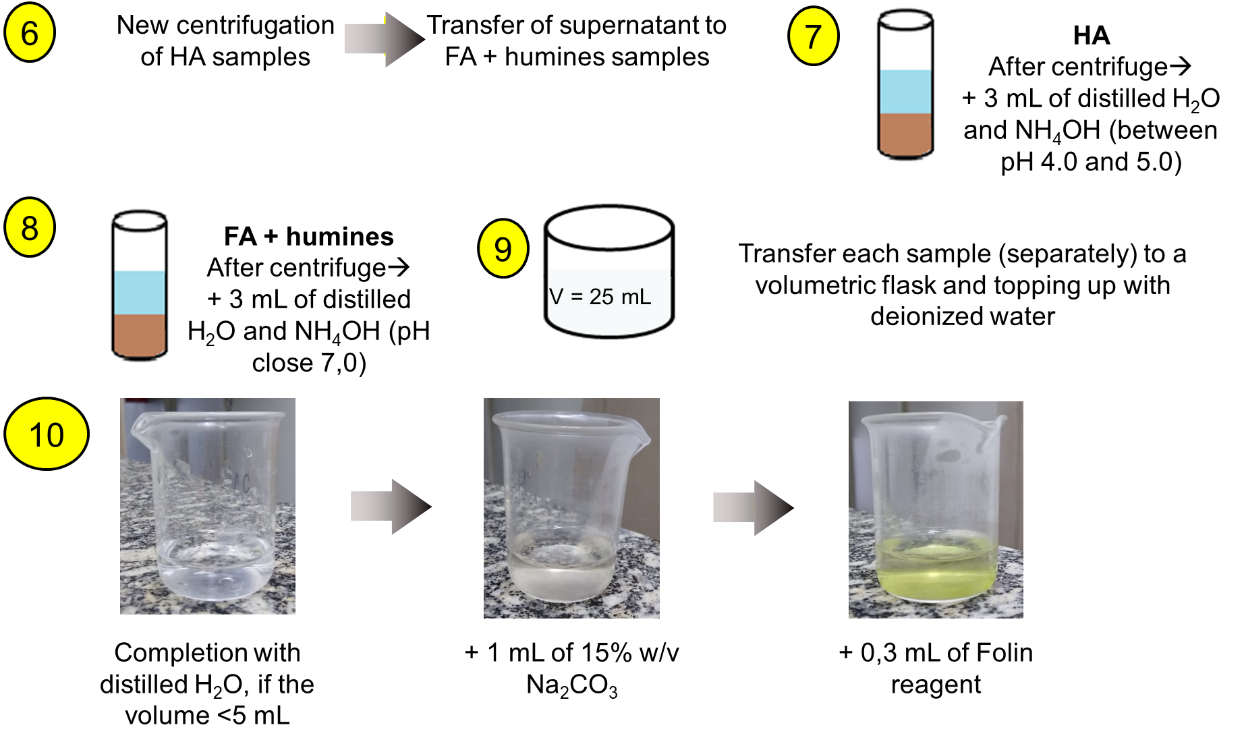 6
New centrifugation
of HA samples
Transfer of supernatant to
FA + humines samples
7
HA
After centrifuge→
+ 3 mL of distilled H₂O
and NH₄OH (between
pH 4.0 and 5.0)
8
FA + humines
After centrifuge→
+ 3 mL of distilled
H₂O and NH₄OH (pH
close 7,0)
9
V = 25 mL
Transfer each sample (separately) to a
volumetric flask and topping up with
deionized water
10
Completion with
distilled H₂O, if the
volume <5 mL
+ 1 mL of 15% w/v
Na₂CO₃
+ 0,3 mL of Folin
reagent